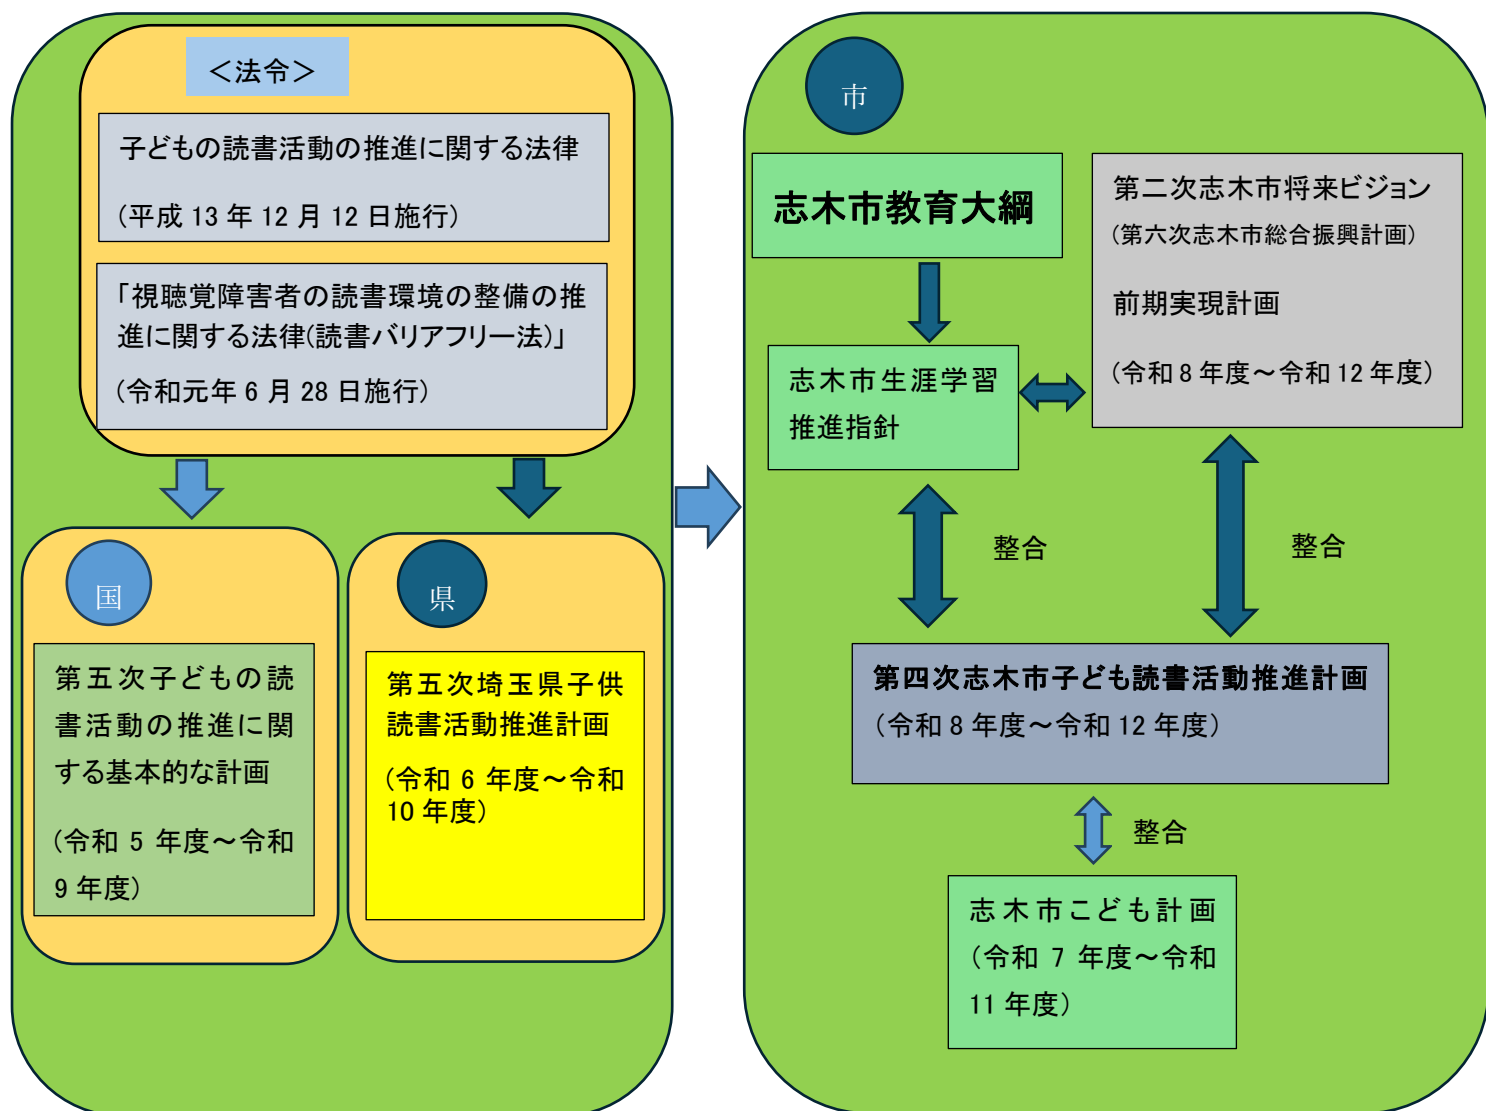 ＜法令＞
子どもの読書活動の推進に関する法律
（平成 13 年 12 月 12 日施行）
「視聴覚障害者の読書環境の整備の推
進に関する法律(読書バリアフリー法)」
（令和元年 6 月 28 日施行）
国
第五次子どもの読
書活動の推進に関
する基本的な計画
（令和 5 年度～令和
9 年度）
県
第五次埼玉県子供
読書活動推進計画
（令和 6 年度～令和
10 年度）
市
志木市教育大綱
第二次志木市将来ビジョン
（第六次志木市総合振興計画）
前期実現計画
（令和 8 年度～令和 12 年度）
志木市生涯学習
推進指針
整合
整合
第四次志木市子ども読書活動推進計画
（令和 8 年度～令和 12 年度）
整合
志木市こども計画
（令和 7 年度～令和
11 年度）